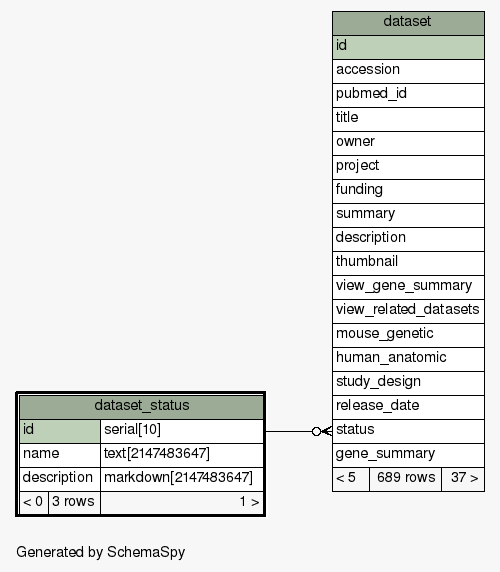 dataset
id
accession
pubmed_id
title
owner
project
funding
summary
description
thumbnail
view_gene_summary
view_related_datasets
mouse_genetic
human_anatomic
study_design
release_date
status
gene_summary
< 5 689 rows 37 >
dataset_status
id serial[10]
name text[2147483647]
description markdown[2147483647]
< 0 3 rows 1 >
Generated by SchemaSpy